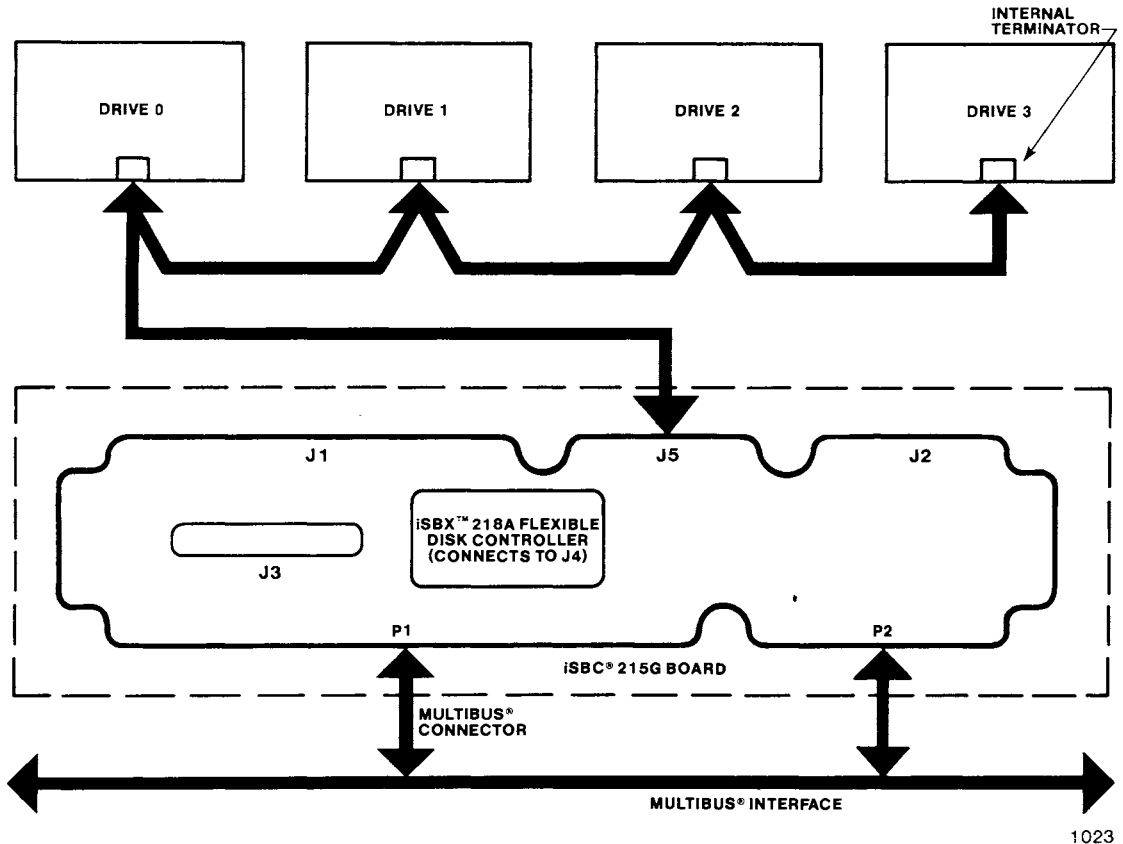 INTERNAL
TERMINATOR
DRIVE 0
DRIVE 1
DRIVE 2
DRIVE 3
J1
J5
J2
iSBX™ 218A FLEXIBLE
DISK CONTROLLER
(CONNECTS TO J4)
J3
P1
P2
iSBC® 215G BOARD
MULTIBUS®
CONNECTOR
MULTIBUS® INTERFACE
1023